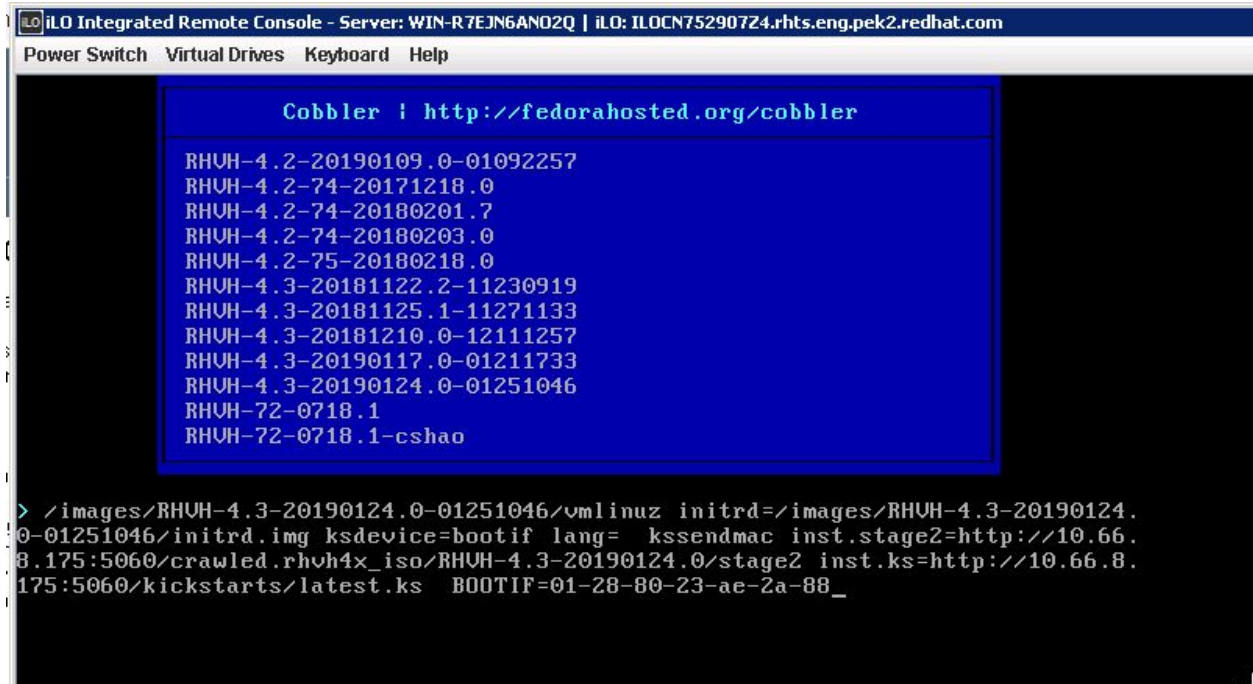 iLO Integrated Remote Console - Server: WIN-R7EJN6ANO2Q | iLO: ILOCN752907Z4.rhts.eng.pek2.redhat.com
Power Switch Virtual Drives Keyboard Help
Cobbler | http://fedorahosted.org/cobbler
RHVH-4.2-20190109.0-01092257
RHVH-4.2-74-20171218.0
RHVH-4.2-74-20180201.7
RHVH-4.2-74-20180203.0
RHVH-4.2-75-20180218.0
RHVH-4.3-20181122.2-11230919
RHVH-4.3-20181125.1-11271133
RHVH-4.3-20181210.0-12111257
RHVH-4.3-20190117.0-01211733
RHVH-4.3-20190124.0-01251046
RHVH-72-0718.1
RHVH-72-0718.1-cshao
> /images/RHVH-4.3-20190124.0-01251046/vmlinuz initrd=/images/RHVH-4.3-20190124.
0-01251046/initrd.img ksdevice=bootif lang=  kssendmac inst.stage2=http://10.66.
8.175:5060/crawled.rhvh4x_iso/RHVH-4.3-20190124.0/stage2 inst.ks=http://10.66.8.
175:5060/kickstarts/latest.ks  BOOTIF=01-28-80-23-ae-2a-88_